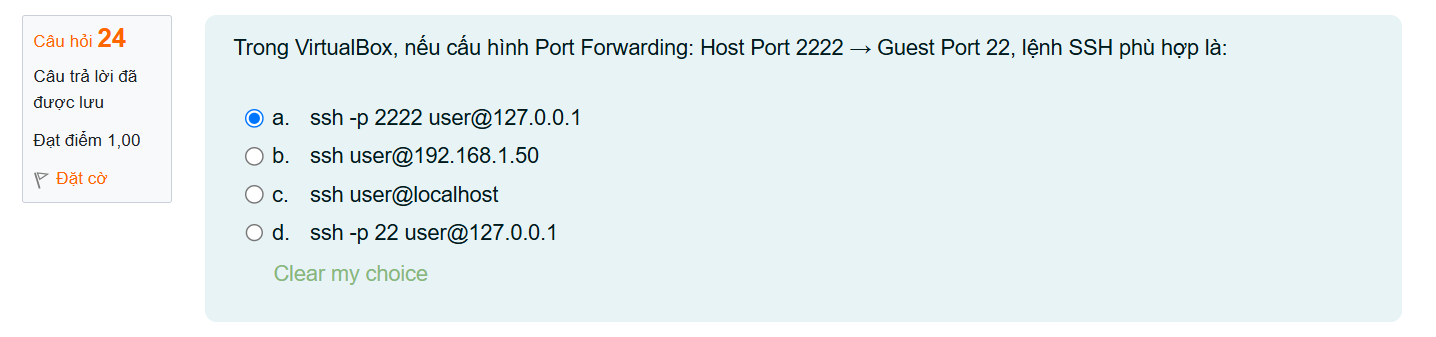 Câu hỏi 24
Câu trả lời đã
được lưu
Đạt điểm 1,00
Đặt cờ
Trong VirtualBox, nếu cấu hình Port Forwarding: Host Port 2222 → Guest Port 22, lệnh SSH phù hợp là:
a. ssh -p 2222 user@127.0.0.1
b. ssh user@192.168.1.50
c. ssh user@localhost
d. ssh -p 22 user@127.0.0.1
Clear my choice